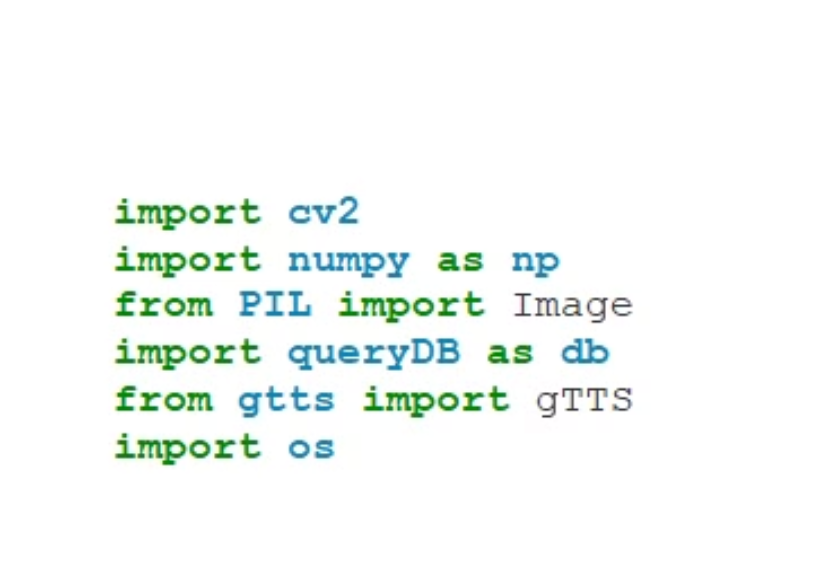 import cv2
import numpy as np
from PIL import Image
import queryDB as db
from gtts import gTTS
import os